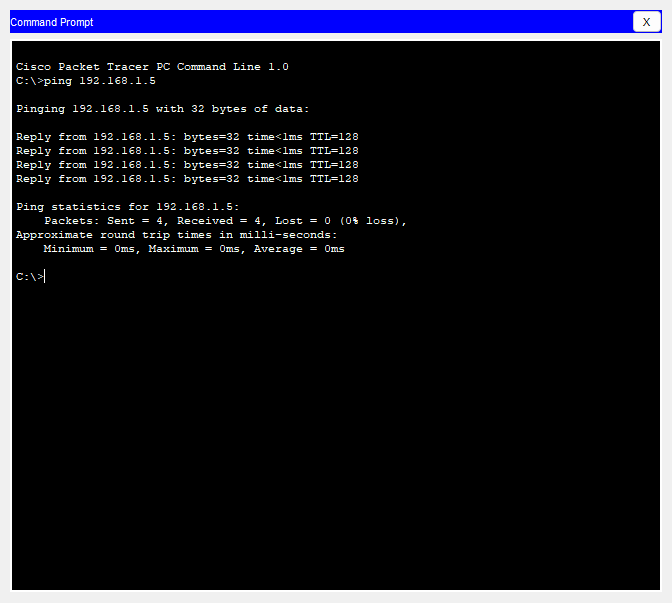 Command Prompt X
Cisco Packet Tracer PC Command Line 1.0
C:\>ping 192.168.1.5
Pinging 192.168.1.5 with 32 bytes of data:
Reply from 192.168.1.5: bytes=32 time<1ms TTL=128
Reply from 192.168.1.5: bytes=32 time<1ms TTL=128
Reply from 192.168.1.5: bytes=32 time<1ms TTL=128
Reply from 192.168.1.5: bytes=32 time<1ms TTL=128
Ping statistics for 192.168.1.5:
    Packets: Sent = 4, Received = 4, Lost = 0 (0% loss),
Approximate round trip times in milli-seconds:
    Minimum = 0ms, Maximum = 0ms, Average = 0ms
C:\>